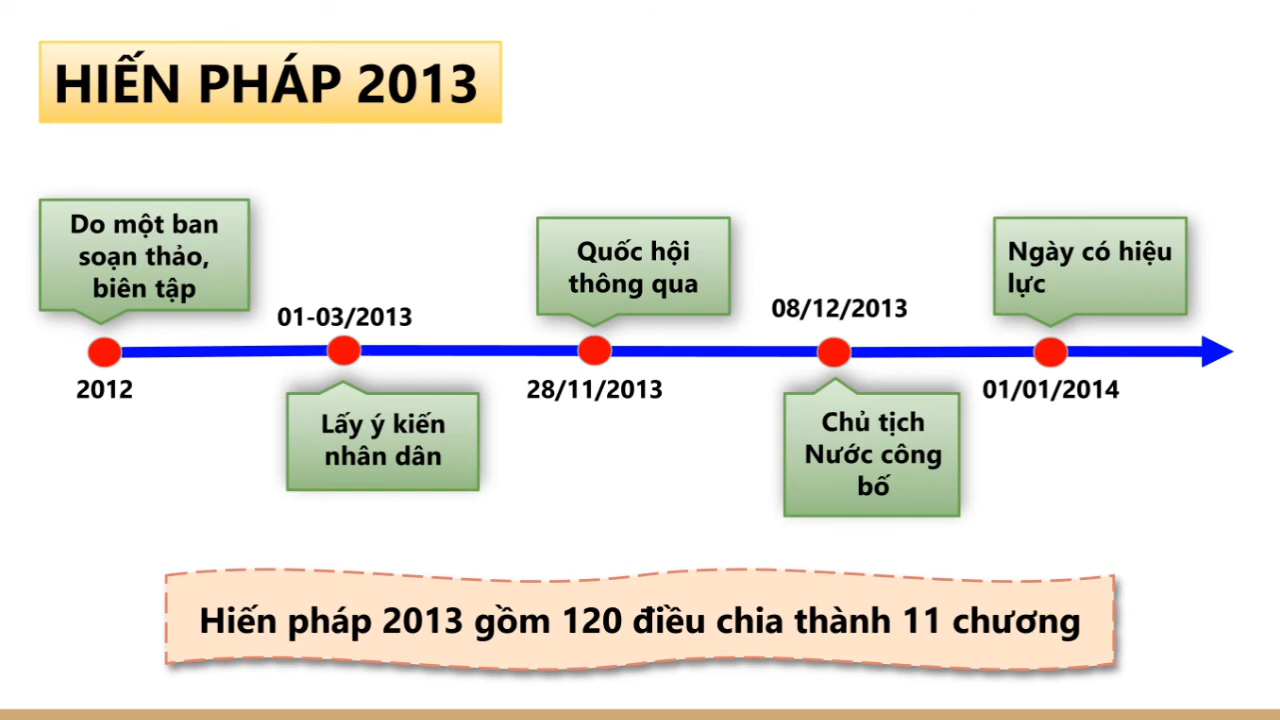 HIẾN PHÁP 2013
Do một ban
soạn thảo,
biên tập
2012
01-03/2013
Lấy ý kiến
nhân dân
Quốc hội
thông qua
28/11/2013
08/12/2013
Chủ tịch
Nước công
bố
Ngày có hiệu
lực
01/01/2014
Hiến pháp 2013 gồm 120 điều chia thành 11 chương